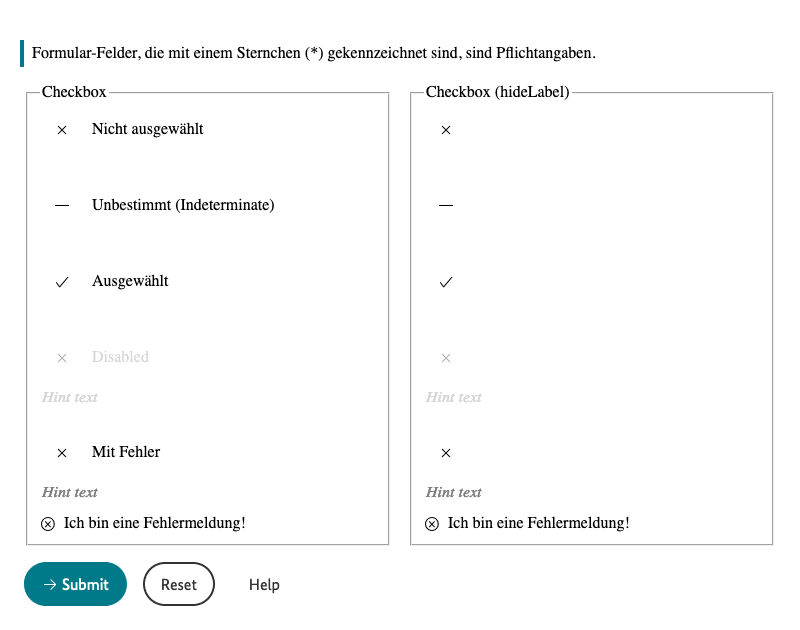 Formular-Felder, die mit einem Sternchen (*) gekennzeichnet sind, sind Pflichtangaben.
Checkbox
Nicht ausgewählt
Unbestimmt (Indeterminate)
Ausgewählt
Disabled
Hint text
Mit Fehler
Hint text
Ich bin eine Fehlermeldung!
Checkbox (hideLabel)
Hint text
Hint text
Ich bin eine Fehlermeldung!
Submit
Reset
Help